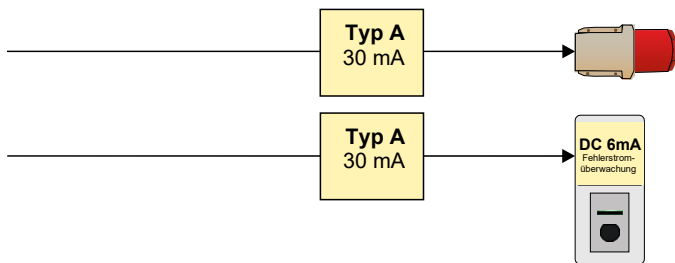 Typ A
30 mA
Typ A
30 mA
DC 6mA
Fehlerstrom-
überwachung